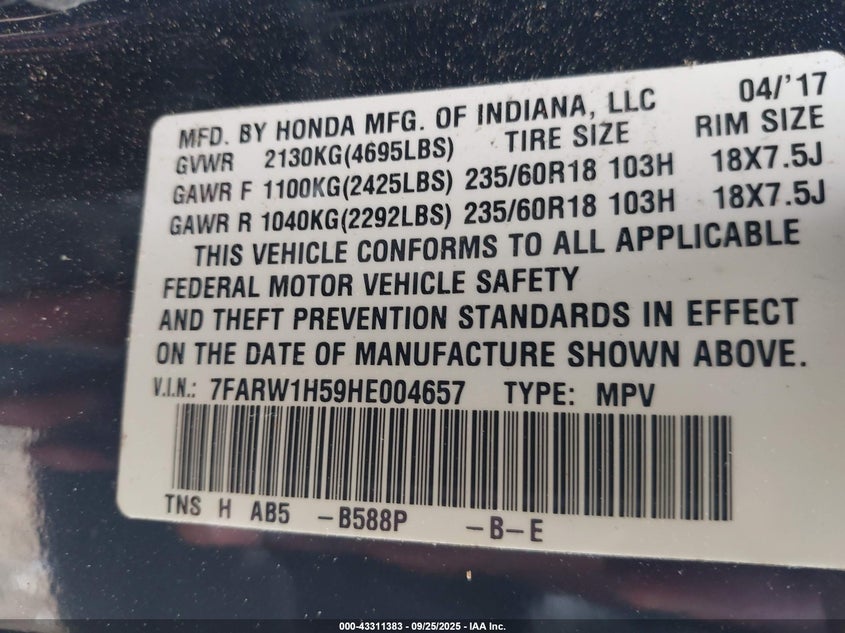 04/'17
MFD. BY HONDA MFG. OF INDIANA, LLC
GVWR 2130KG(4695LBS) TIRE SIZE RIM SIZE
GAWR F 1100KG(2425LBS) 235/60R18 103H 18X7.5J
GAWR R 1040KG(2292LBS) 235/60R18 103H 18X7.5J
THIS VEHICLE CONFORMS TO ALL APPLICABLE
FEDERAL MOTOR VEHICLE SAFETY
AND THEFT PREVENTION STANDARDS IN EFFECT
ON THE DATE OF MANUFACTURE SHOWN ABOVE.
V.I.N.: 7FARW1H59HE004657 TYPE: MPV
TNS H AB5 -B588P -B-E
000-43311383 - 09/25/2025 - IAA Inc.